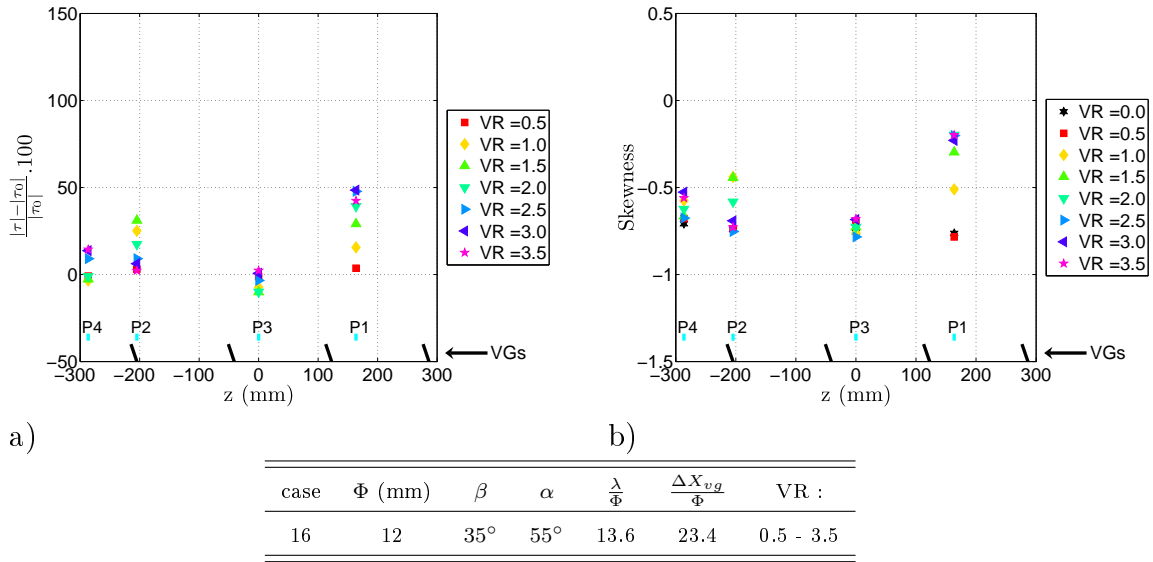 150
100
50
0
−50
−300
−200
−100
0
100
200
300
z (mm)
|τ|−|τ₀|
|τ₀|
.100
P4
P2
P3
P1
VGs
VR =0.5
VR =1.0
VR =1.5
VR =2.0
VR =2.5
VR =3.0
VR =3.5
a)
−0.5
0
−0.5
−1
−1.5
−300
−200
−100
0
100
200
300
z (mm)
Skewness
P4
P2
P3
P1
VGs
VR =0.0
VR =0.5
VR =1.0
VR =1.5
VR =2.0
VR =2.5
VR =3.0
VR =3.5
b)
case Φ (mm) β α λ/Φ ΔX_vg/Φ VR :
16 12 35° 55° 13.6 23.4 0.5 - 3.5